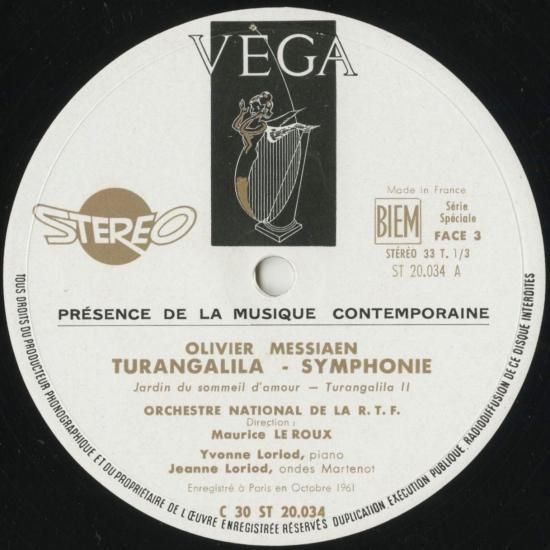 VEGA
STEREO
Made in France
BIEM
Série
Spéciale
FACE 3
STÉRÉO 33 T. 1/3
ST 20.034 A
PRÉSENCE DE LA MUSIQUE CONTEMPORAINE
OLIVIER MESSIAEN
TURANGALILA - SYMPHONIE
Jardin du sommeil d'amour — Turangalila II
ORCHESTRE NATIONAL DE LA R. T. F.
Direction :
Maurice LE ROUX
Yvonne Loriod, piano
Jeanne Loriod, ondes Martenot
Enregistré à Paris en Octobre 1961
C 30 ST 20.034
TOUS DROITS DU PRODUCTEUR PHONOGRAPHIQUE ET DU PROPRIÉTAIRE DE L'ŒUVRE ENREGISTRÉE RÉSERVÉS DUPLICATION, EXÉCUTION PUBLIQUE, RADIODIFFUSION DE CE DISQUE INTERDITES